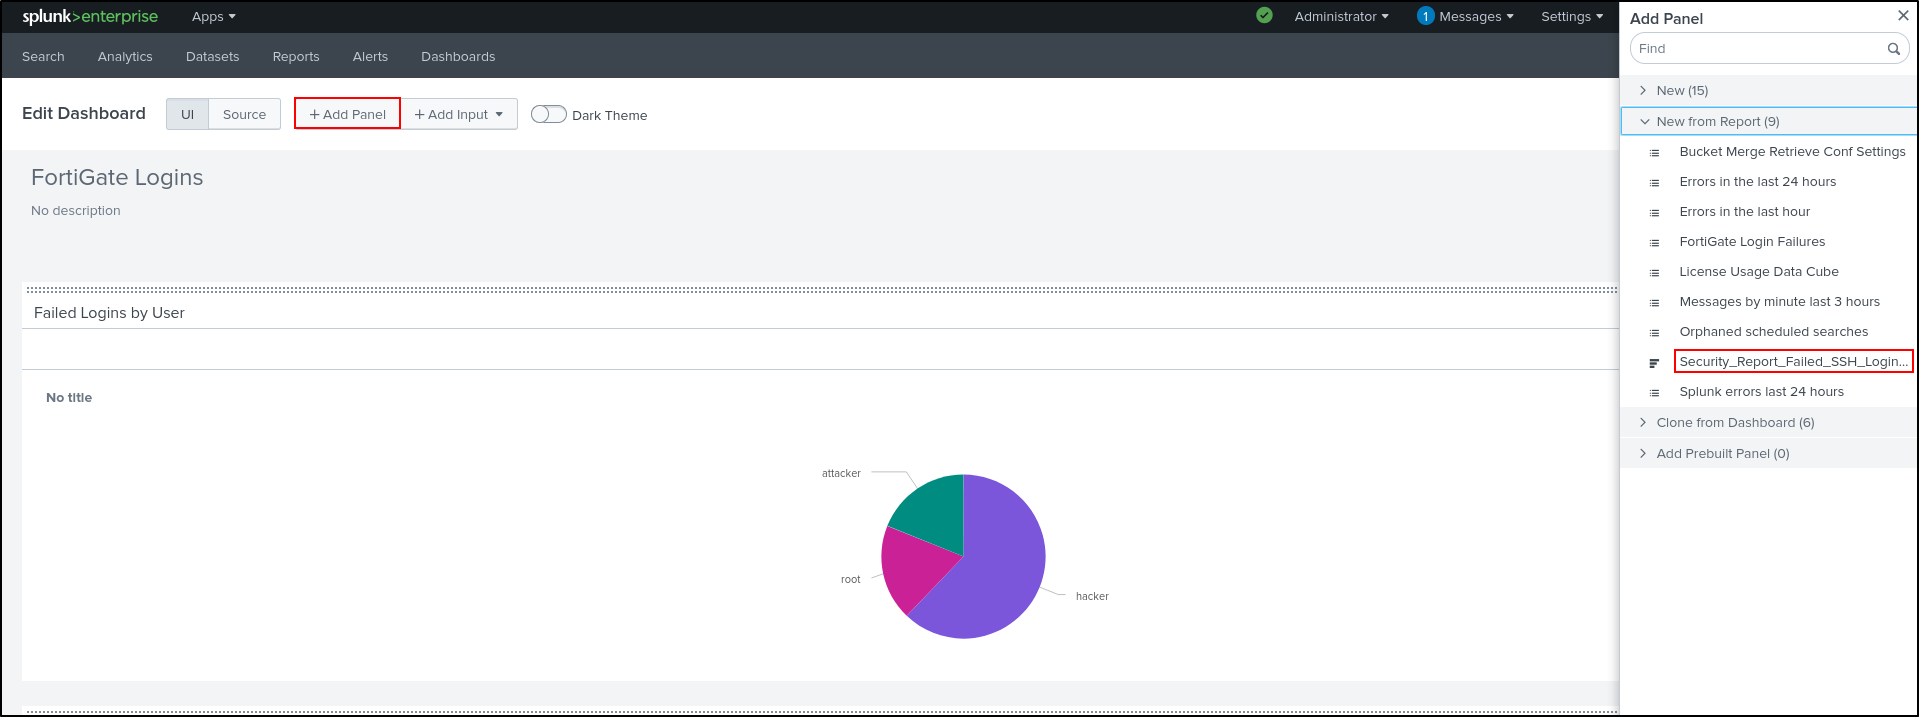 splunk>enterprise Apps Administrator 1 Messages Settings
Search Analytics Datasets Reports Alerts Dashboards
Edit Dashboard UI Source + Add Panel + Add Input Dark Theme
FortiGate Logins
No description
Failed Logins by User
No title
attacker
root
hacker
Add Panel
Find
New (15)
New from Report (9)
Bucket Merge Retrieve Conf Settings
Errors in the last 24 hours
Errors in the last hour
FortiGate Login Failures
License Usage Data Cube
Messages by minute last 3 hours
Orphaned scheduled searches
Security_Report_Failed_SSH_Login...
Splunk errors last 24 hours
Clone from Dashboard (6)
Add Prebuilt Panel (0)